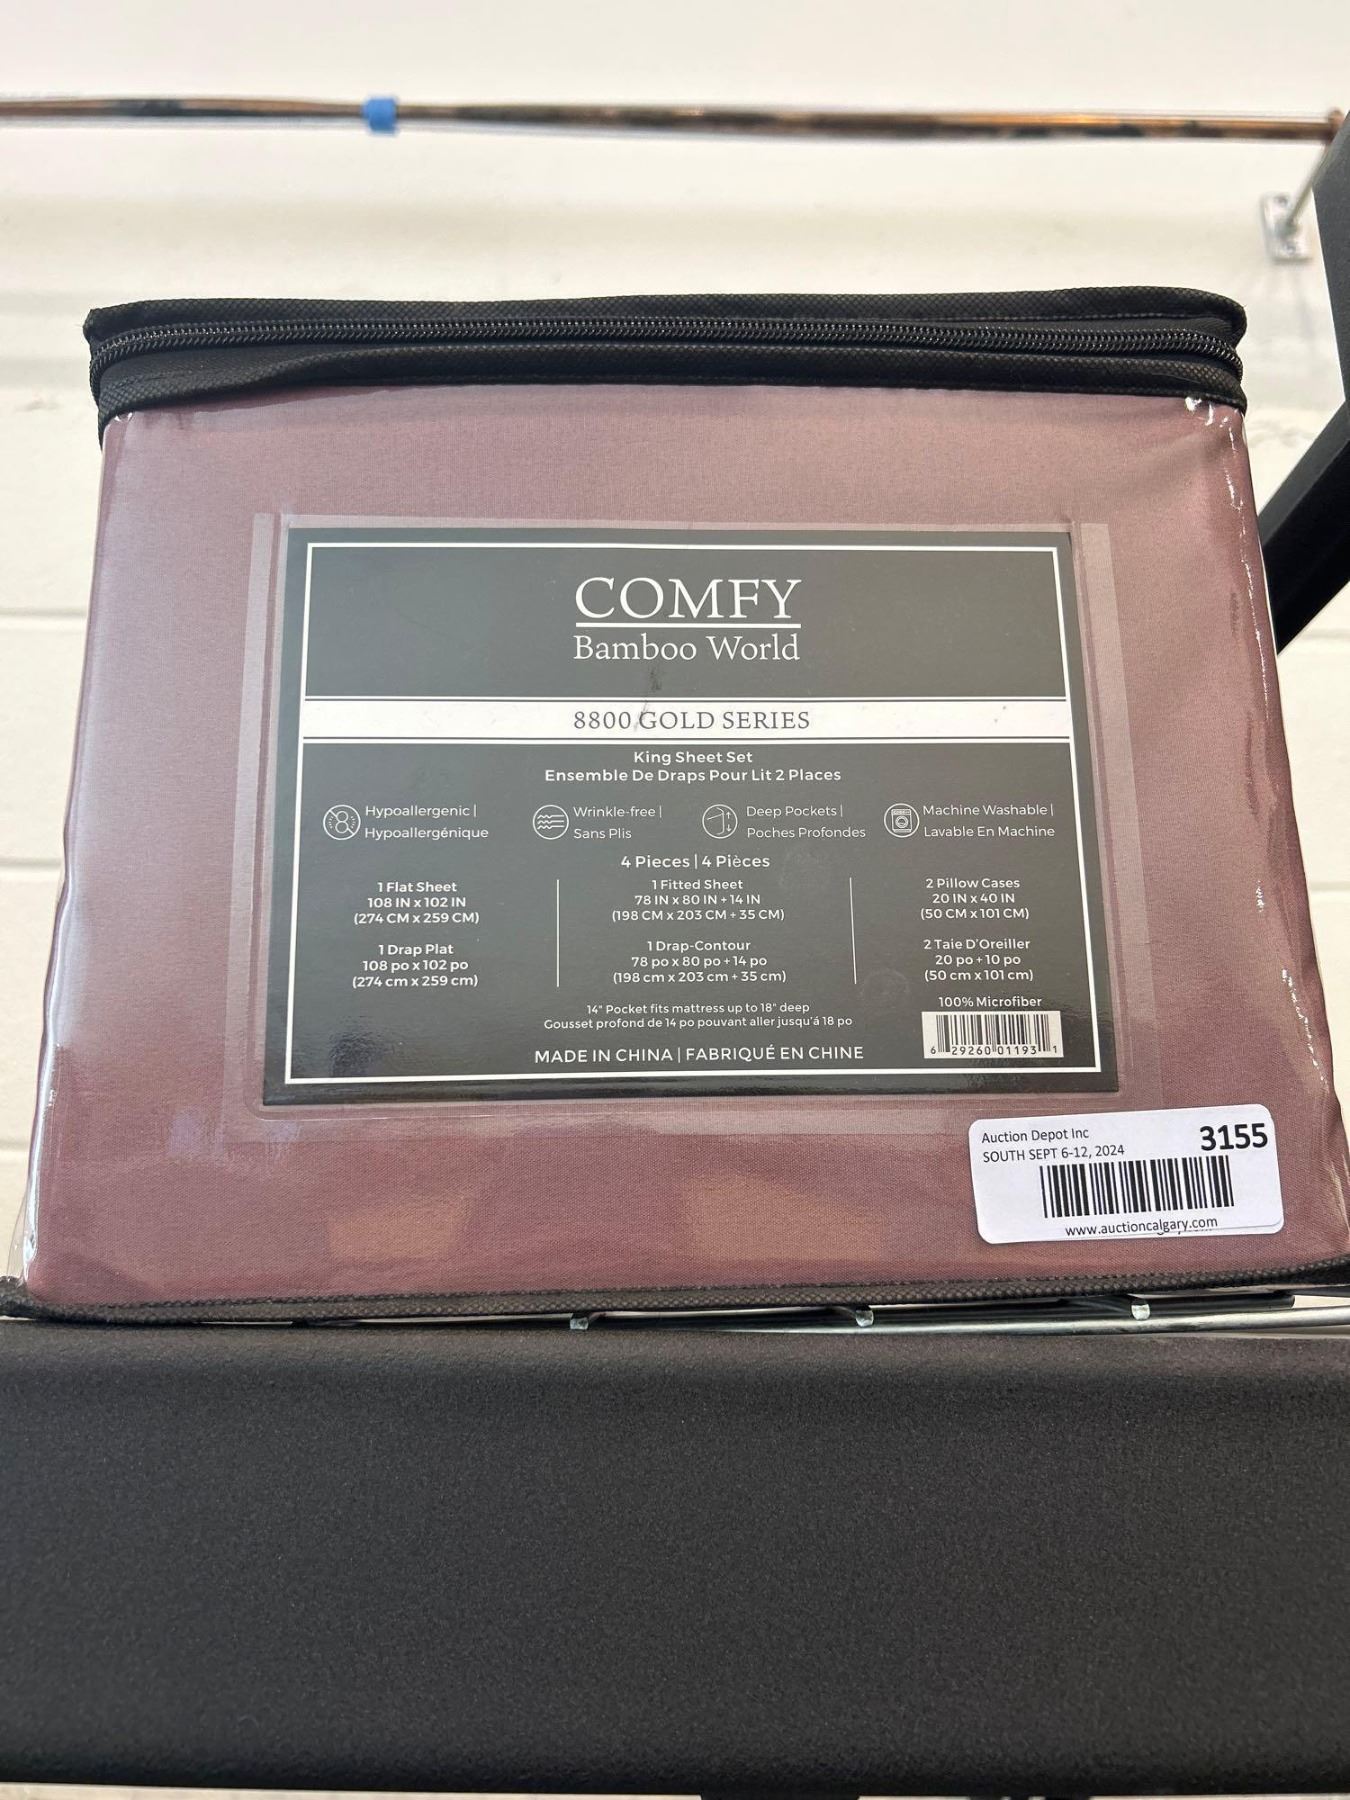 COMFY
Bamboo World
8800 GOLD SERIES
King Sheet Set
Ensemble De Draps Pour Lit 2 Places
Hypoallergenic |
Hypoallergénique
Wrinkle-free |
Sans Plis
Deep Pockets |
Poches Profondes
Machine Washable |
Lavable En Machine
4 Pieces | 4 Pièces
1 Flat Sheet
108 IN x 102 IN
(274 CM x 259 CM)
1 Drap Plat
108 po x 102 po
(274 cm x 259 cm)
1 Fitted Sheet
78 IN x 80 IN + 14 IN
(198 CM x 203 CM + 35 CM)
1 Drap-Contour
78 po x 80 po + 14 po
(198 cm x 203 cm + 35 cm)
2 Pillow Cases
20 IN x 40 IN
(50 CM x 101 CM)
2 Taie D'Oreiller
20 po + 10 po
(50 cm x 101 cm)
14" Pocket fits mattress up to 18" deep
Gousset profond de 14 po pouvant aller jusqu'á 18 po
MADE IN CHINA | FABRIQUÉ EN CHINE
100% Microfiber
6 29260 01193 1
Auction Depot Inc
SOUTH SEPT 6-12, 2024
3155
www.auctioncalgary.com